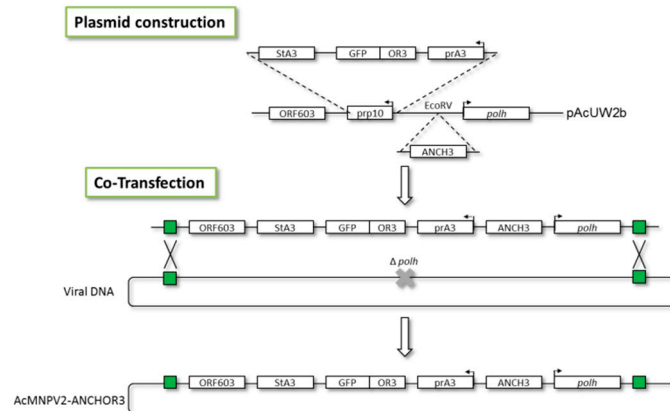 Plasmid construction
StA3 GFP OR3 prA3
ORF603 prp10 EcoRV polh pAcUW2b
ANCH3
Co-Transfection
ORF603 StA3 GFP OR3 prA3 ANCH3 polh
Δ polh
Viral DNA
ORF603 StA3 GFP OR3 prA3 ANCH3 polh
AcMNPV2-ANCHOR3